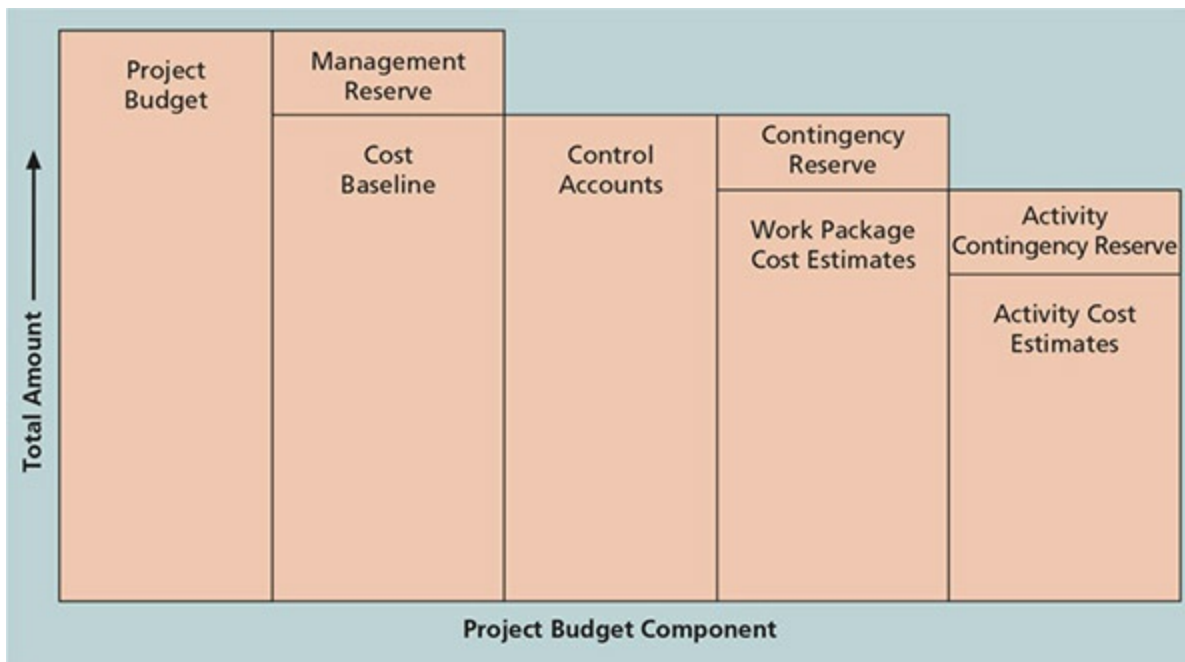 Project
Budget
Management
Reserve
Cost
Baseline
Control
Accounts
Contingency
Reserve
Work Package
Cost Estimates
Activity
Contingency Reserve
Activity Cost
Estimates
Total Amount
Project Budget Component